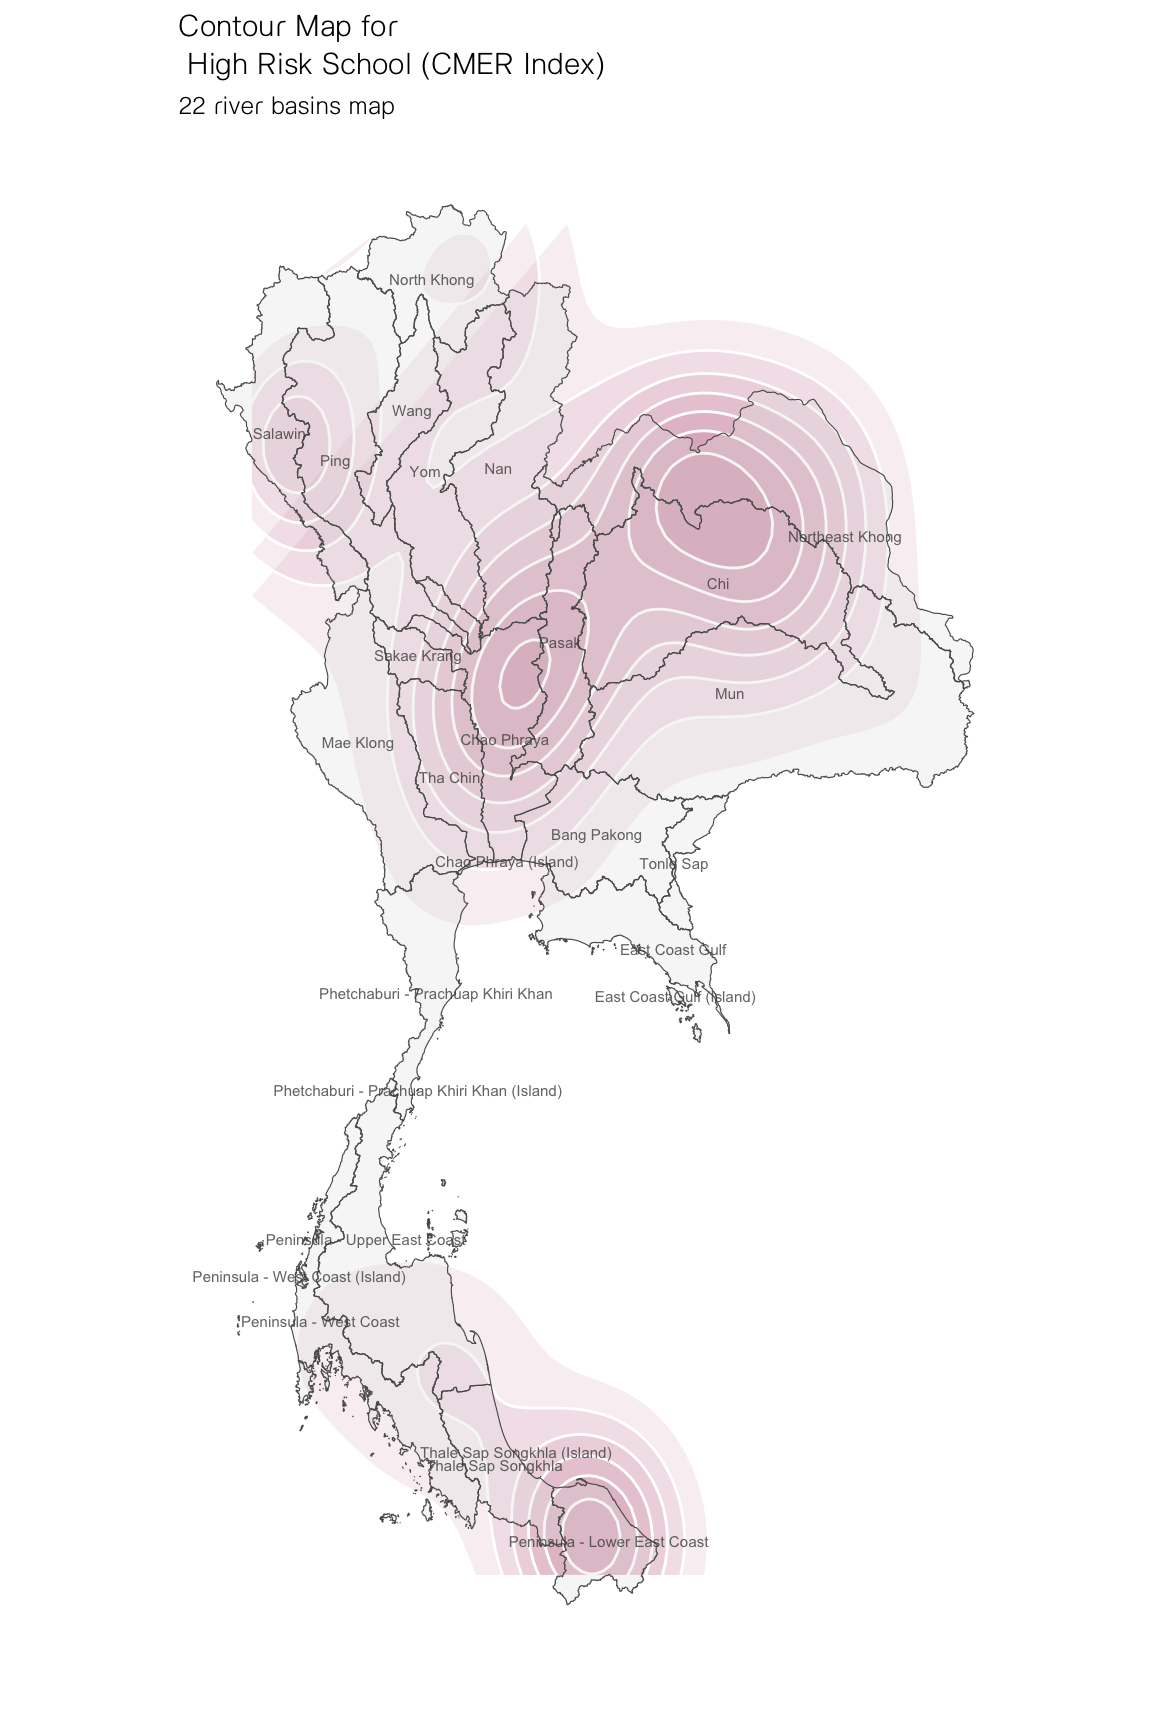 Contour Map for
High Risk School (CMER Index)
22 river basins map
North Khong
Wang
Salawin
Ping
Yom
Nan
Northeast Khong
Chi
Pasak
Sakae Krang
Mun
Chao Phraya
Mae Klong
Tha Chin
Bang Pakong
Chao Phraya (Island)
Tonle Sap
East Coast Gulf
Phetchaburi - Prachuap Khiri Khan
East Coast Gulf (Island)
Phetchaburi - Prachuap Khiri Khan (Island)
Peninsula - Upper East Coast
Peninsula - West Coast (Island)
Peninsula - West Coast
Thale Sap Songkhla (Island)
Thale Sap Songkhla
Peninsula - Lower East Coast